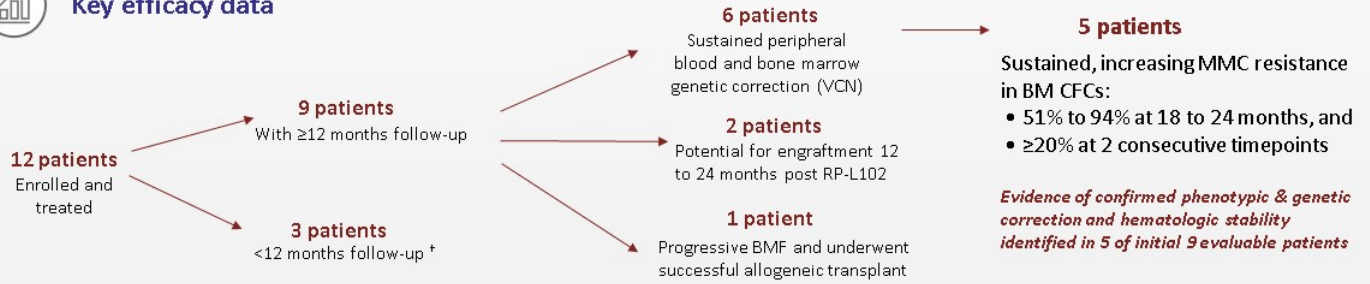 Key efficacy data
12 patients
Enrolled and
treated
9 patients
With ≥12 months follow-up
3 patients
<12 months follow-up †
6 patients
Sustained peripheral
blood and bone marrow
genetic correction (VCN)
2 patients
Potential for engraftment 12
to 24 months post RP-L102
1 patient
Progressive BMF and underwent
successful allogeneic transplant
5 patients
Sustained, increasing MMC resistance
in BM CFCs:
• 51% to 94% at 18 to 24 months, and
• ≥20% at 2 consecutive timepoints
Evidence of confirmed phenotypic & genetic
correction and hematologic stability
identified in 5 of initial 9 evaluable patients